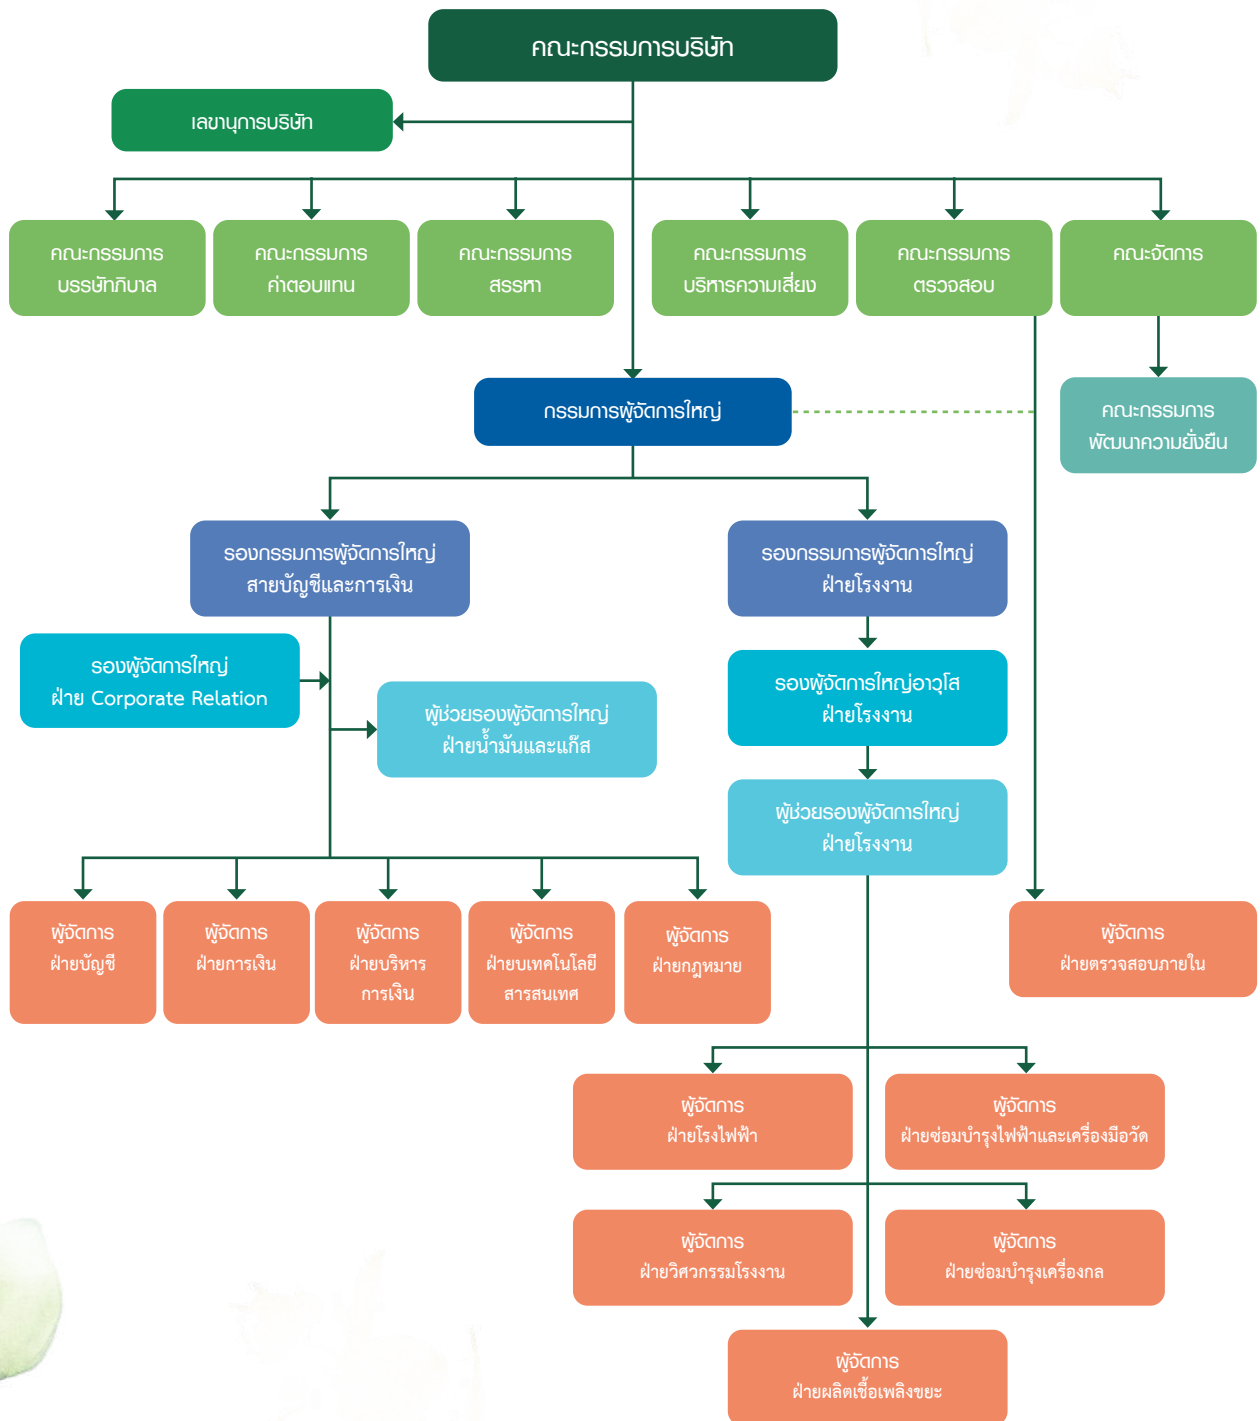 คณะกรรมการบริษัท
เลขานุการบริษัท
คณะกรรมการ
บรรษัทภิบาล
คณะกรรมการ
ค่าตอบแทน
คณะกรรมการ
สรรหา
คณะกรรมการ
บริหารความเสี่ยง
คณะกรรมการ
ตรวจสอบ
คณะจัดการ
กรรมการผู้จัดการใหญ่
คณะกรรมการ
พัฒนาความยั่งยืน
รองกรรมการผู้จัดการใหญ่
สายบัญชีและการเงิน
รองกรรมการผู้จัดการใหญ่
ฝ่ายโรงงาน
รองผู้จัดการใหญ่
ฝ่าย Corporate Relation
ผู้ช่วยรองผู้จัดการใหญ่
ฝ่ายน้ำมันและแก๊ส
รองผู้จัดการใหญ่อาวุโส
ฝ่ายโรงงาน
ผู้ช่วยรองผู้จัดการใหญ่
ฝ่ายโรงงาน
ผู้จัดการ
ฝ่ายบัญชี
ผู้จัดการ
ฝ่ายการเงิน
ผู้จัดการ
ฝ่ายบริหาร
การเงิน
ผู้จัดการ
ฝ่ายบเทคโนโลยี
สารสนเทศ
ผู้จัดการ
ฝ่ายกฎหมาย
ผู้จัดการ
ฝ่ายตรวจสอบภายใน
ผู้จัดการ
ฝ่ายโรงไฟฟ้า
ผู้จัดการ
ฝ่ายซ่อมบำรุงไฟฟ้าและเครื่องมือวัด
ผู้จัดการ
ฝ่ายวิศวกรรมโรงงาน
ผู้จัดการ
ฝ่ายซ่อมบำรุงเครื่องกล
ผู้จัดการ
ฝ่ายผลิตเชื้อเพลิงขยะ